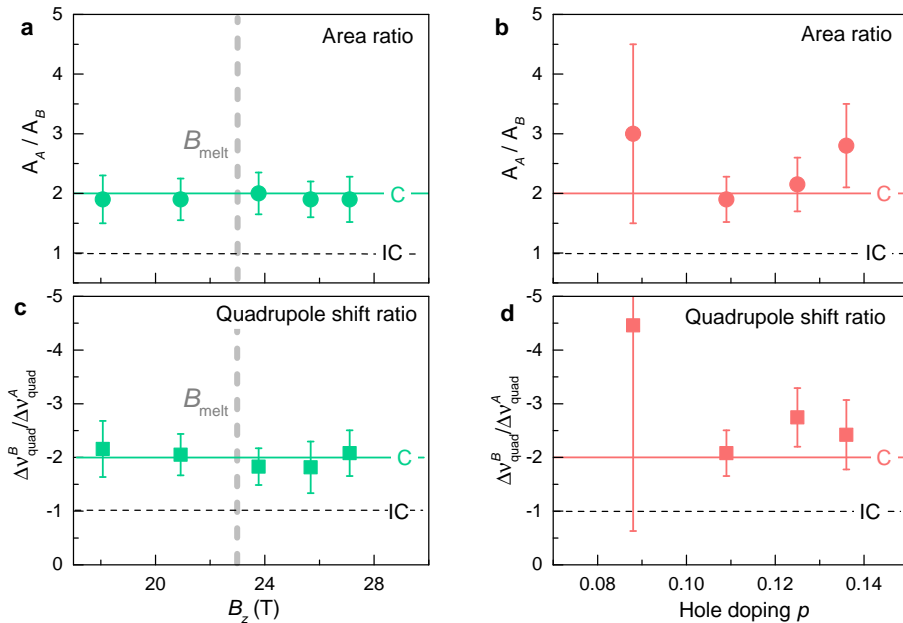 a
Area ratio
5
4
3
2
1
A_A / A_B
B_melt
C
IC
b
Area ratio
5
4
3
2
1
A_A / A_B
C
IC
c
Quadrupole shift ratio
-5
-4
-3
-2
-1
0
Δν^B_quad/Δν^A_quad
B_melt
C
IC
20 24 28
B_z (T)
d
Quadrupole shift ratio
-5
-4
-3
-2
-1
0
Δν^B_quad/Δν^A_quad
C
IC
0.08 0.10 0.12 0.14
Hole doping p